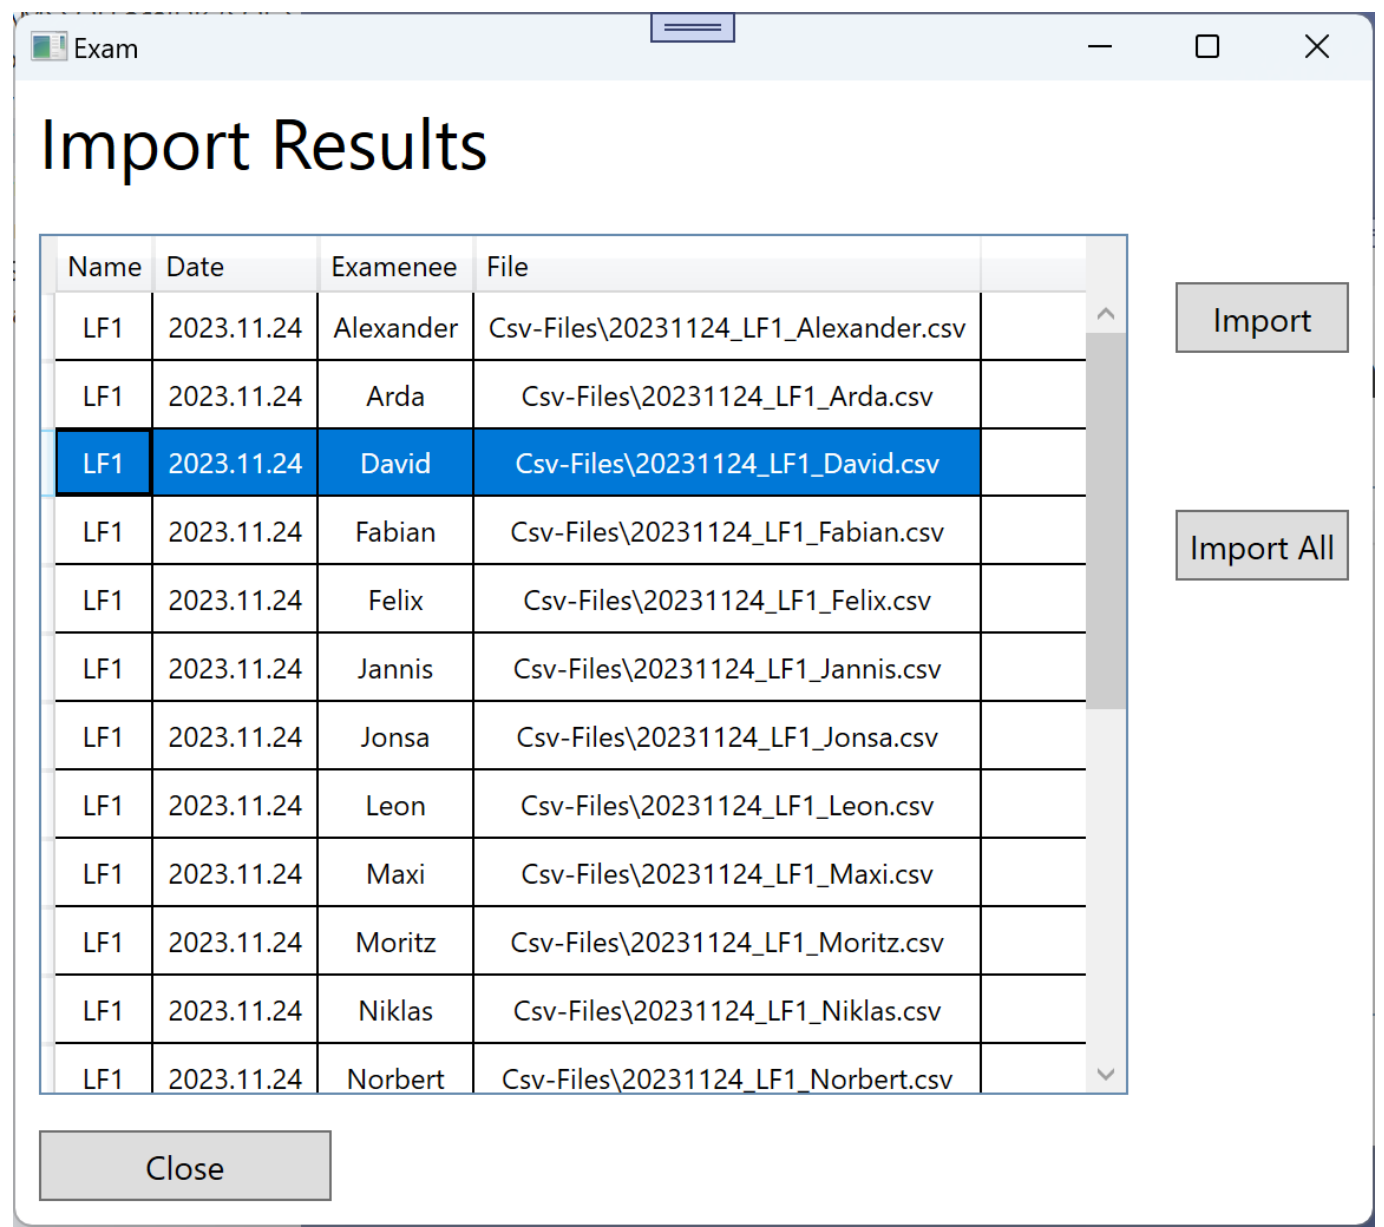 Exam
Import Results
Name Date Examenee File
LF1 2023.11.24 Alexander Csv-Files\20231124_LF1_Alexander.csv
Import
LF1 2023.11.24 Arda Csv-Files\20231124_LF1_Arda.csv
LF1 2023.11.24 David Csv-Files\20231124_LF1_David.csv
LF1 2023.11.24 Fabian Csv-Files\20231124_LF1_Fabian.csv
Import All
LF1 2023.11.24 Felix Csv-Files\20231124_LF1_Felix.csv
LF1 2023.11.24 Jannis Csv-Files\20231124_LF1_Jannis.csv
LF1 2023.11.24 Jonsa Csv-Files\20231124_LF1_Jonsa.csv
LF1 2023.11.24 Leon Csv-Files\20231124_LF1_Leon.csv
LF1 2023.11.24 Maxi Csv-Files\20231124_LF1_Maxi.csv
LF1 2023.11.24 Moritz Csv-Files\20231124_LF1_Moritz.csv
LF1 2023.11.24 Niklas Csv-Files\20231124_LF1_Niklas.csv
LF1 2023.11.24 Norbert Csv-Files\20231124_LF1_Norbert.csv
Close